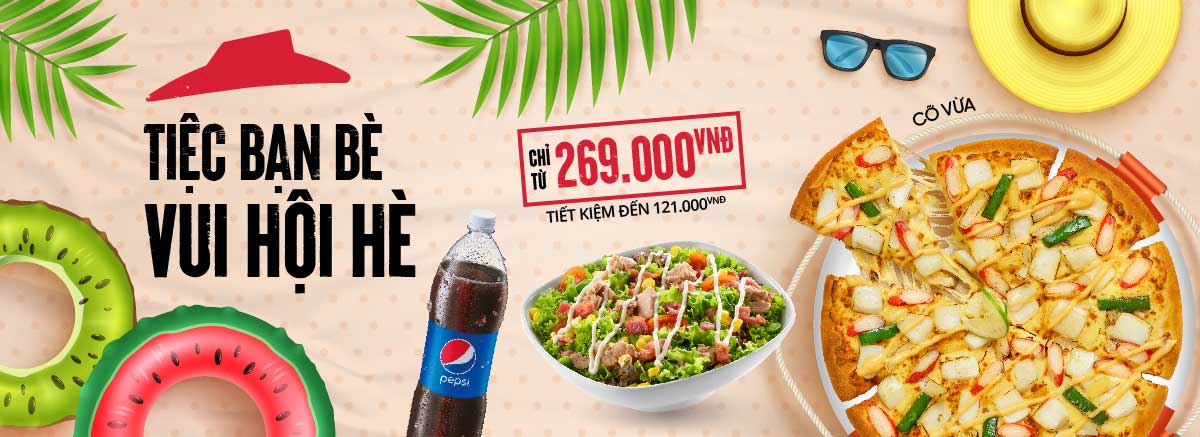 TIỆC BẠN BÈ
VUI HỘI HÈ
CHỈ TỪ 269.000VNĐ
TIẾT KIỆM ĐẾN 121.000VNĐ
CỠ VỪA
pepsi